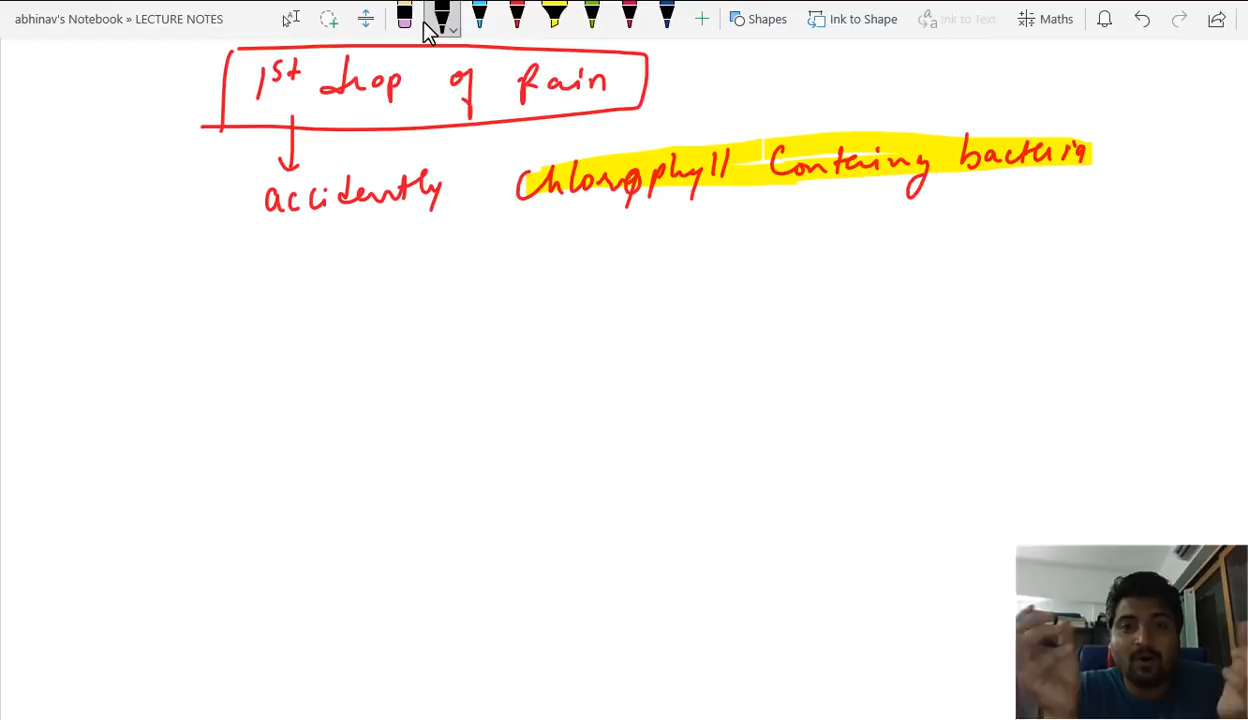 abhinav's Notebook » LECTURE NOTES
Shapes
Ink to Shape
Ink to Text
Maths
1st drop of Rain
accidently Chlorophyll Containing bacteria